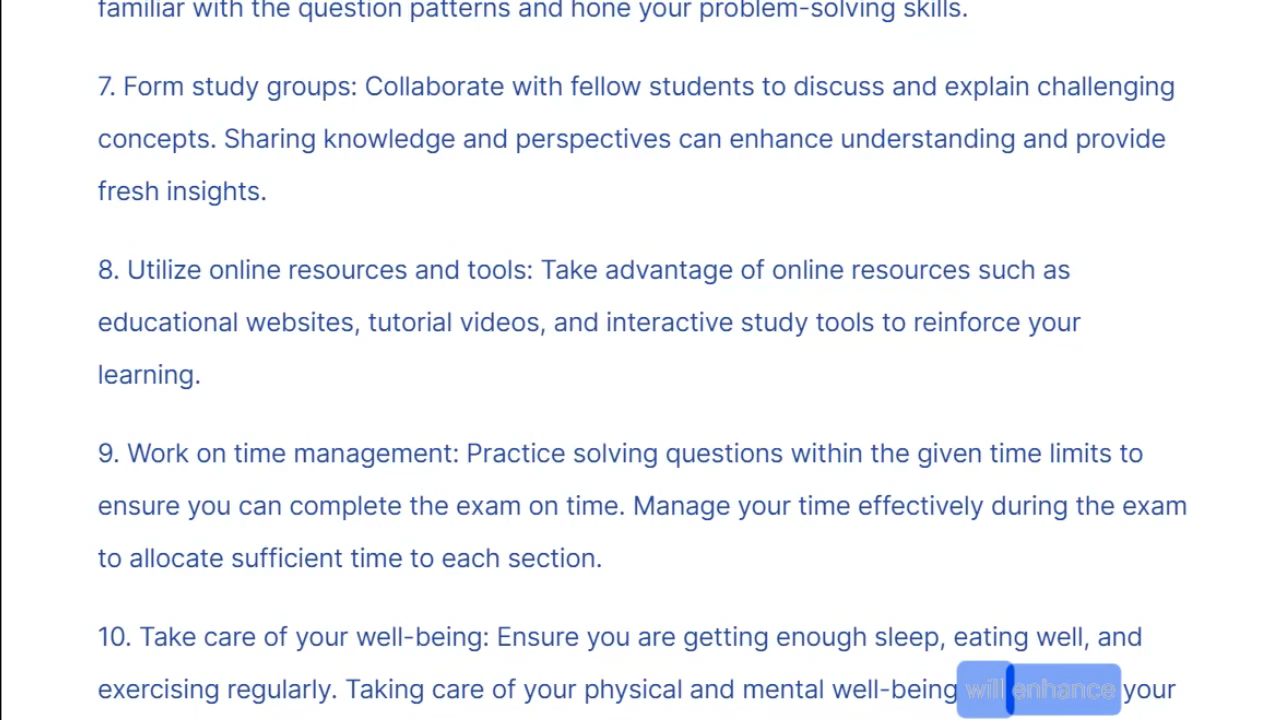 familiar with the question patterns and hone your problem-solving skills.
7. Form study groups: Collaborate with fellow students to discuss and explain challenging
concepts. Sharing knowledge and perspectives can enhance understanding and provide
fresh insights.
8. Utilize online resources and tools: Take advantage of online resources such as
educational websites, tutorial videos, and interactive study tools to reinforce your
learning.
9. Work on time management: Practice solving questions within the given time limits to
ensure you can complete the exam on time. Manage your time effectively during the exam
to allocate sufficient time to each section.
10. Take care of your well-being: Ensure you are getting enough sleep, eating well, and
exercising regularly. Taking care of your physical and mental well-being will enhance your